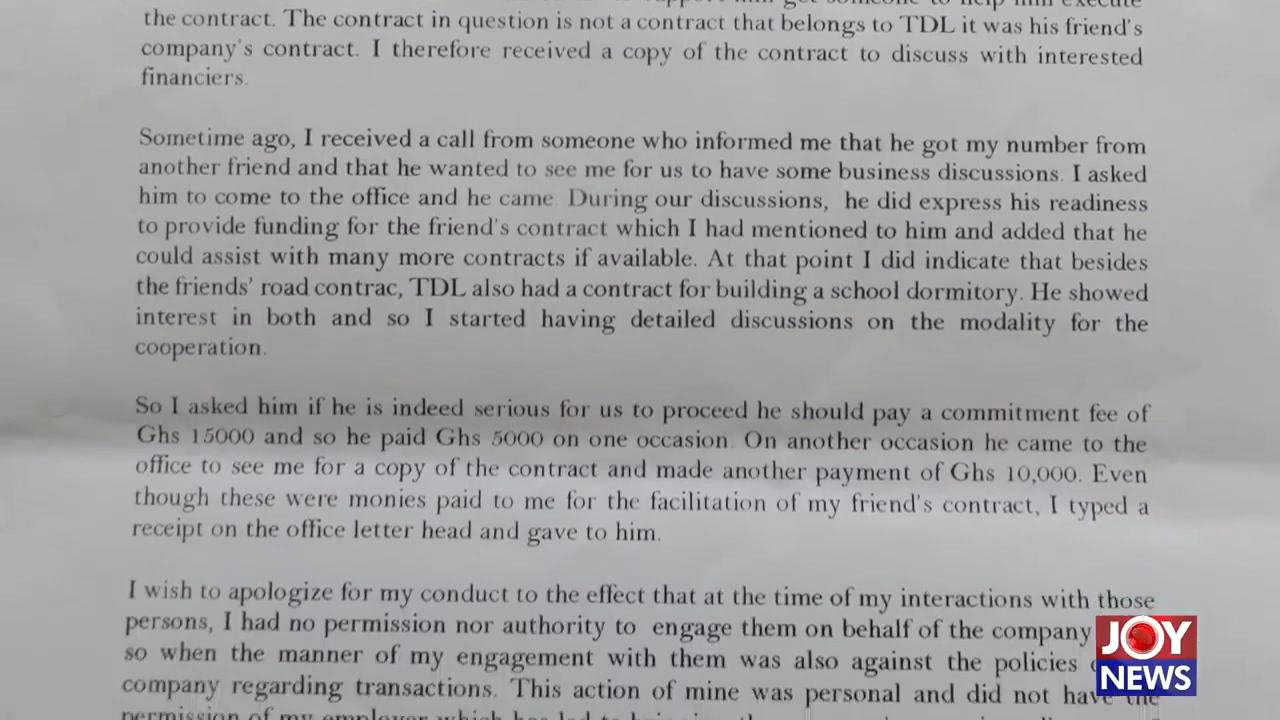 the contract. The contract in question is not a contract that belongs to TDL it was his friend's
company's contract. I therefore received a copy of the contract to discuss with interested
financiers.
Sometime ago, I received a call from someone who informed me that he got my number from
another friend and that he wanted to see me for us to have some business discussions. I asked
him to come to the office and he came. During our discussions, he did express his readiness
to provide funding for the friend's contract which I had mentioned to him and added that he
could assist with many more contracts if available. At that point I did indicate that besides
the friends' road contrac, TDL also had a contract for building a school dormitory. He showed
interest in both and so I started having detailed discussions on the modality for the
cooperation.
So I asked him if he is indeed serious for us to proceed he should pay a commitment fee of
Ghs 15000 and so he paid Ghs 5000 on one occasion. On another occasion he came to the
office to see me for a copy of the contract and made another payment of Ghs 10,000. Even
though these were monies paid to me for the facilitation of my friend's contract, I typed a
receipt on the office letter head and gave to him.
I wish to apologize for my conduct to the effect that at the time of my interactions with those
persons, I had no permission nor authority to engage them on behalf of the company
so when the manner of my engagement with them was also against the policies
company regarding transactions. This action of mine was personal and did not have the
permission of my employer which has led to
JOY
NEWS